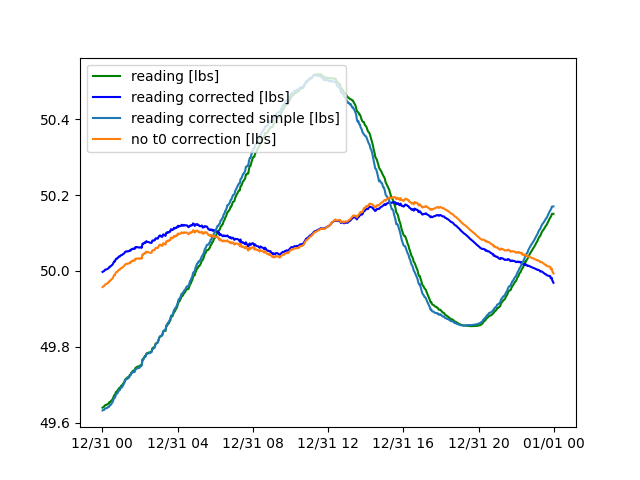 reading [lbs]
reading corrected [lbs]
reading corrected simple [lbs]
no t0 correction [lbs]
50.4
50.2
50.0
49.8
49.6
12/31 00 12/31 04 12/31 08 12/31 12 12/31 16 12/31 20 01/01 00